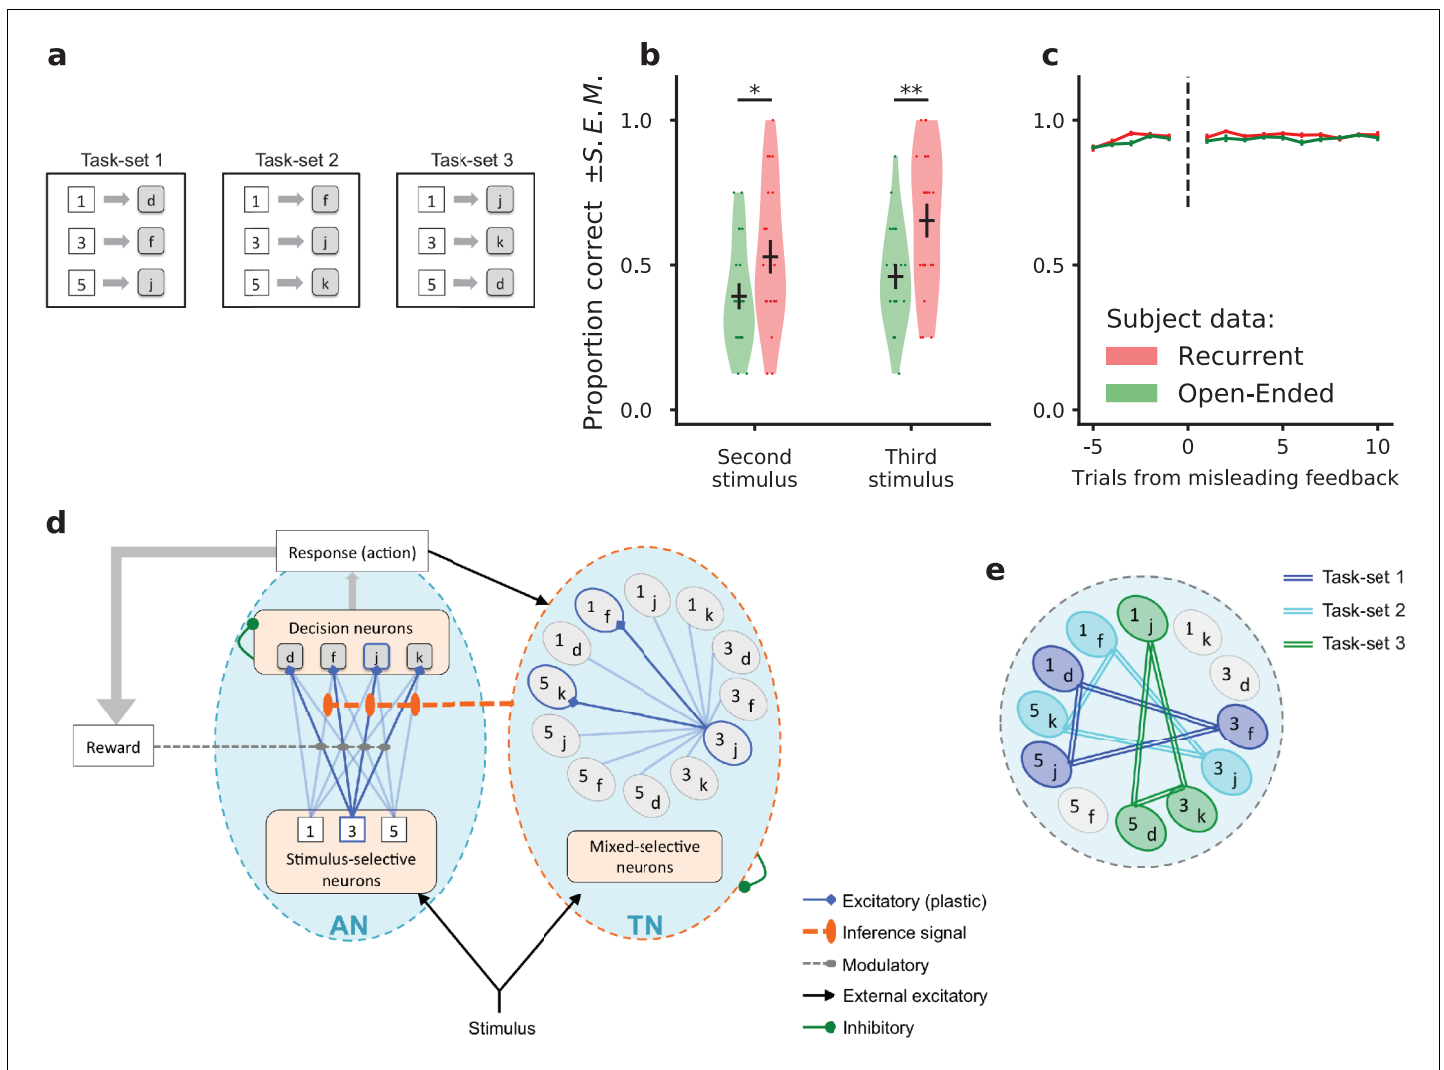 a
Task-set 1
Task-set 2
Task-set 3
1 d
3 f
5 j
1 f
3 j
5 k
1 j
3 k
5 d
b
Proportion correct ±S.E.M.
1.0
0.5
0.0
*
**
Second
stimulus
Third
stimulus
c
1.0
0.5
0.0
Subject data:
Recurrent
Open-Ended
-5 0 5 10
Trials from misleading feedback
d
Response (action)
Decision neurons
d f j k
Reward
1 3 5
Stimulus-selective
neurons
AN
1 f
1 j
1 k
1 d
3 d
5 k
3 f
5 j
3 j
5 f
5 d
3 k
Mixed-selective
neurons
TN
Stimulus
Excitatory (plastic)
Inference signal
Modulatory
External excitatory
Inhibitory
e
1 j
1 f
1 k
1 d
3 d
5 k
3 f
5 j
3 j
5 f
5 d
3 k
Task-set 1
Task-set 2
Task-set 3